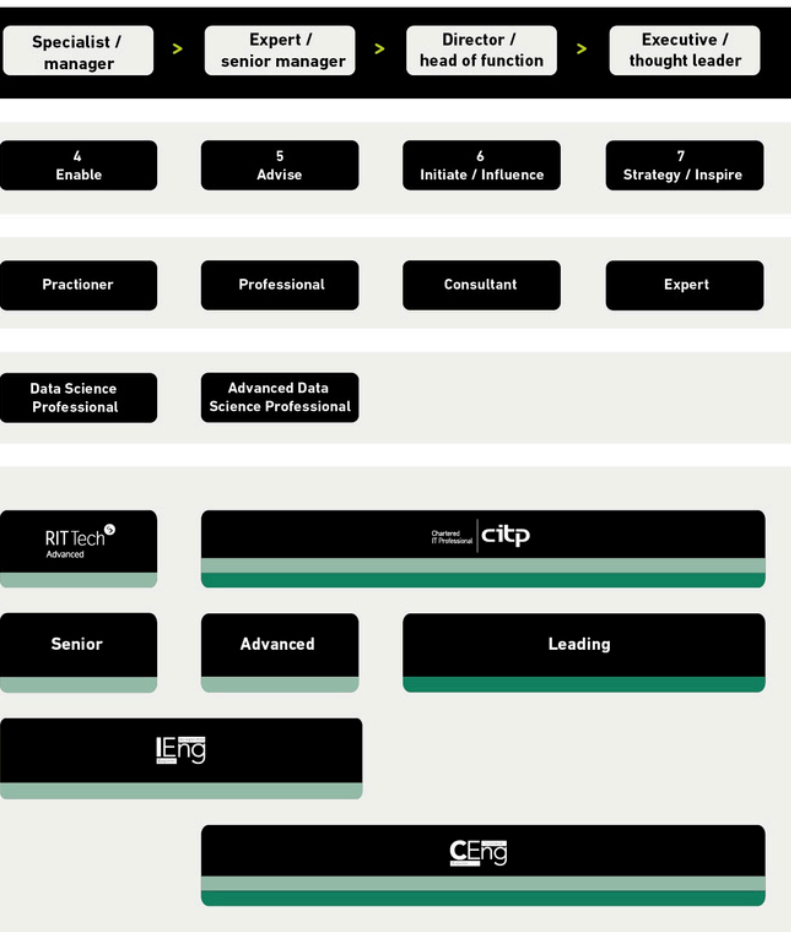 Specialist /
manager
>
Expert /
senior manager
>
Director /
head of function
>
Executive /
thought leader
4
Enable
5
Advise
6
Initiate / Influence
7
Strategy / Inspire
Practioner
Professional
Consultant
Expert
Data Science
Professional
Advanced Data
Science Professional
RITTech
Advanced
Chartered
IT Professional
citp
Senior
Advanced
Leading
IEng
CEng